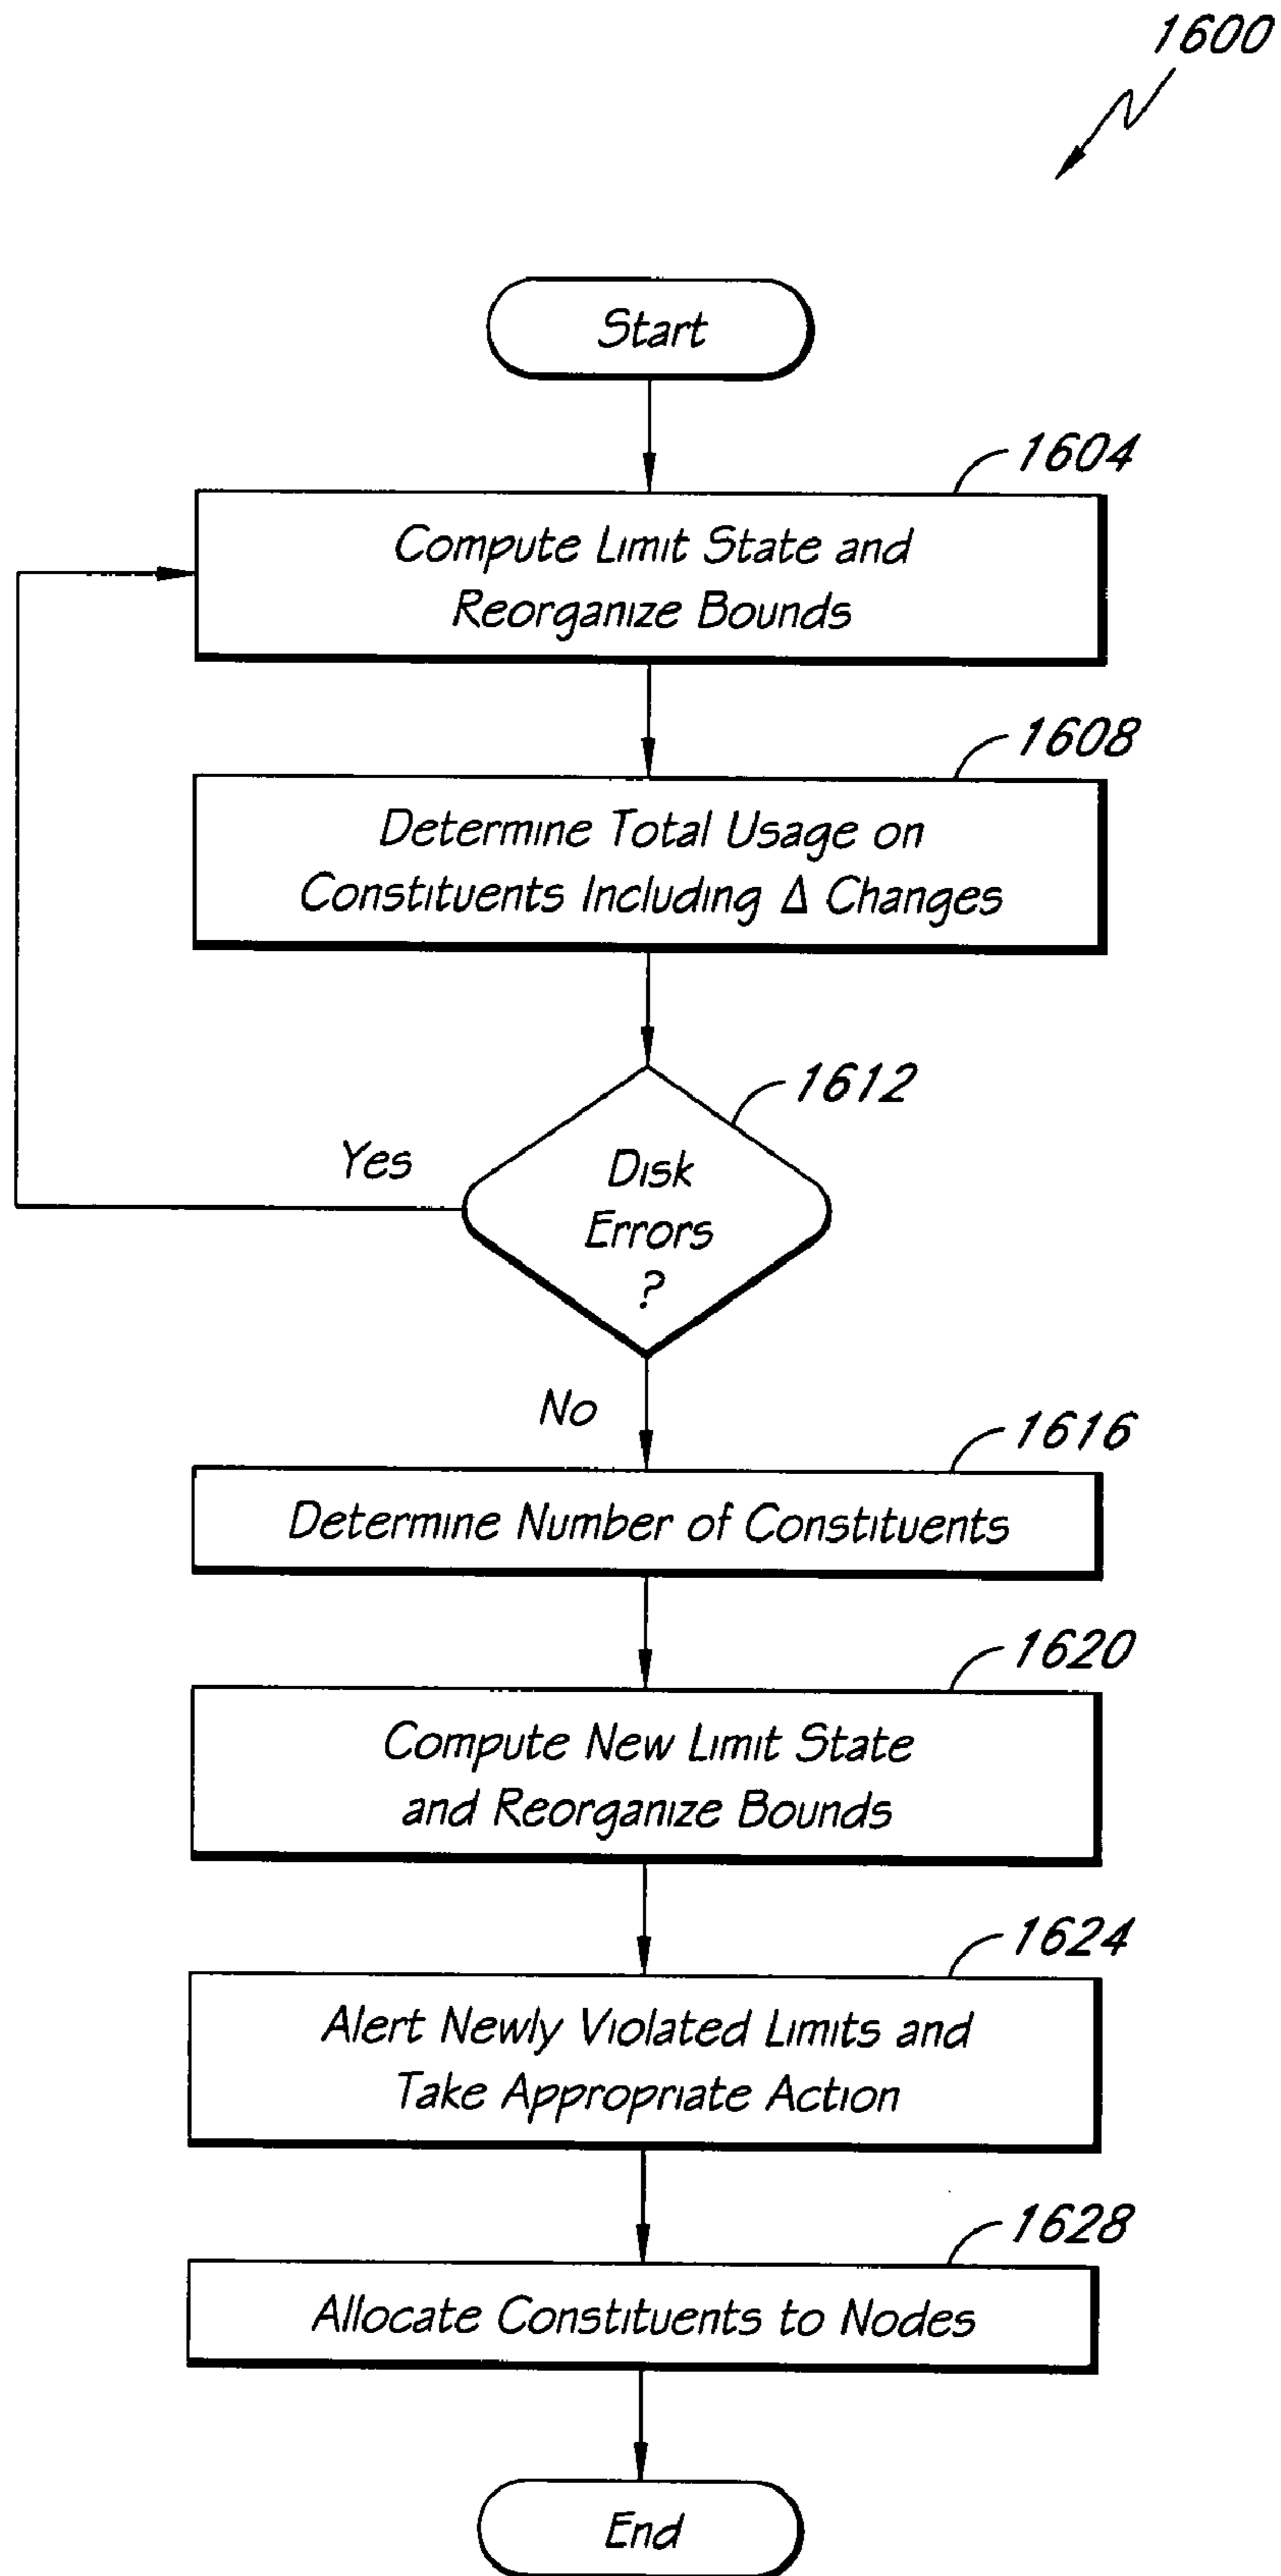 1600
Start
1604
Compute Limit State and
Reorganize Bounds
1608
Determine Total Usage on
Constituents Including Δ Changes
1612
Yes
Disk
Errors
?
No
1616
Determine Number of Constituents
1620
Compute New Limit State
and Reorganize Bounds
1624
Alert Newly Violated Limits and
Take Appropriate Action
1628
Allocate Constituents to Nodes
End